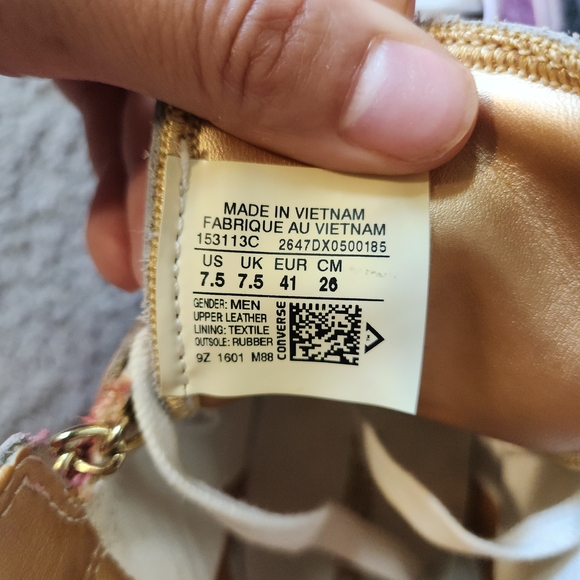 MADE IN VIETNAM
FABRIQUE AU VIETNAM
153113C 2647DX0500185
US UK EUR CM
7.5 7.5 41 26
GENDER: MEN
UPPER LEATHER
LINING: TEXTILE
OUTSOLE: RUBBER
9Z 1601 M88
CONVERSE